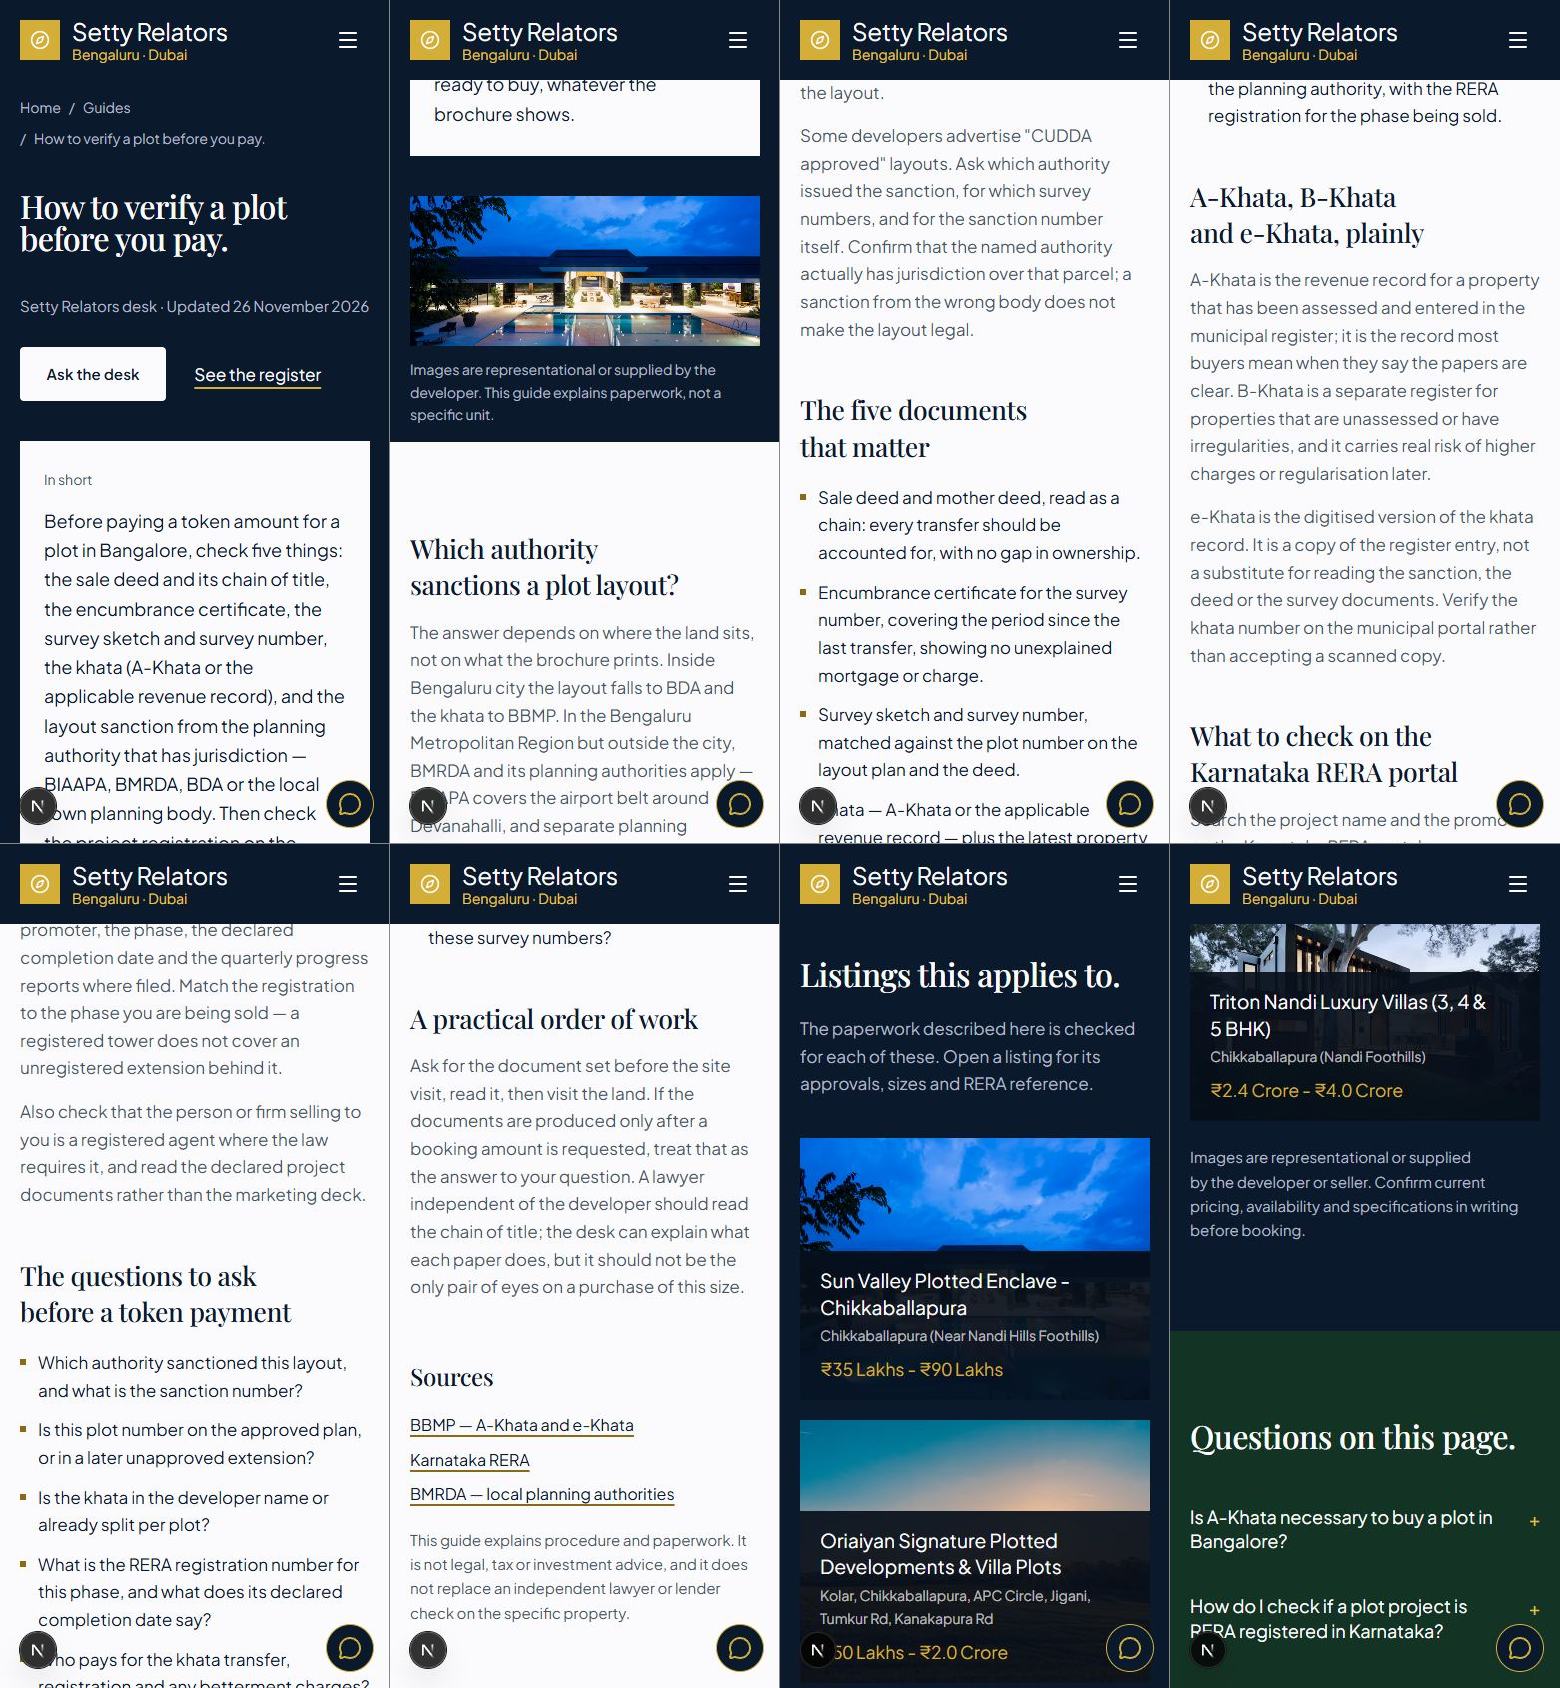 Setty Relators
Bengaluru · Dubai
Home / Guides
/ How to verify a plot before you pay.
How to verify a plot
before you pay.
Setty Relators desk · Updated 26 November 2026
Ask the desk
See the register
In short
Before paying a token amount for a
plot in Bangalore, check five things:
the sale deed and its chain of title,
the encumbrance certificate, the
survey sketch and survey number,
the khata (A-Khata or the
applicable revenue record), and the
layout sanction from the planning
authority that has jurisdiction —
BIAAPA, BMRDA, BDA or the local
own planning body. Then check
the project registration on the
N
Setty Relators
Bengaluru · Dubai
ready to buy, whatever the
brochure shows.
Images are representational or supplied by the
developer. This guide explains paperwork, not a
specific unit.
Which authority
sanctions a plot layout?
The answer depends on where the land sits,
not on what the brochure prints. Inside
Bengaluru city the layout falls to BDA and
the khata to BBMP. In the Bengaluru
Metropolitan Region but outside the city,
BMRDA and its planning authorities apply —
APA covers the airport belt around
Devanahalli, and separate planning
N
Setty Relators
Bengaluru · Dubai
the layout.
Some developers advertise "CUDDA
approved" layouts. Ask which authority
issued the sanction, for which survey
numbers, and for the sanction number
itself. Confirm that the named authority
actually has jurisdiction over that parcel; a
sanction from the wrong body does not
make the layout legal.
The five documents
that matter
Sale deed and mother deed, read as a
chain: every transfer should be
accounted for, with no gap in ownership.
Encumbrance certificate for the survey
number, covering the period since the
last transfer, showing no unexplained
mortgage or charge.
Survey sketch and survey number,
matched against the plot number on the
layout plan and the deed.
hata — A-Khata or the applicable
revenue record — plus the latest property
N
Setty Relators
Bengaluru · Dubai
the planning authority, with the RERA
registration for the phase being sold.
A-Khata, B-Khata
and e-Khata, plainly
A-Khata is the revenue record for a property
that has been assessed and entered in the
municipal register; it is the record most
buyers mean when they say the papers are
clear. B-Khata is a separate register for
properties that are unassessed or have
irregularities, and it carries real risk of higher
charges or regularisation later.
e-Khata is the digitised version of the khata
record. It is a copy of the register entry, not
a substitute for reading the sanction, the
deed or the survey documents. Verify the
khata number on the municipal portal rather
than accepting a scanned copy.
What to check on the
Karnataka RERA portal
Search the project name and the promo
N
Setty Relators
Bengaluru · Dubai
promoter, the phase, the declared
completion date and the quarterly progress
reports where filed. Match the registration
to the phase you are being sold — a
registered tower does not cover an
unregistered extension behind it.
Also check that the person or firm selling to
you is a registered agent where the law
requires it, and read the declared project
documents rather than the marketing deck.
The questions to ask
before a token payment
Which authority sanctioned this layout,
and what is the sanction number?
Is this plot number on the approved plan,
or in a later unapproved extension?
Is the khata in the developer name or
already split per plot?
What is the RERA registration number for
this phase, and what does its declared
completion date say?
ho pays for the khata transfer,
registration and any betterment charges?
N
Setty Relators
Bengaluru · Dubai
these survey numbers?
A practical order of work
Ask for the document set before the site
visit, read it, then visit the land. If the
documents are produced only after a
booking amount is requested, treat that as
the answer to your question. A lawyer
independent of the developer should read
the chain of title; the desk can explain what
each paper does, but it should not be the
only pair of eyes on a purchase of this size.
Sources
BBMP — A-Khata and e-Khata
Karnataka RERA
BMRDA — local planning authorities
This guide explains procedure and paperwork. It
is not legal, tax or investment advice, and it does
not replace an independent lawyer or lender
check on the specific property.
N
Setty Relators
Bengaluru · Dubai
Listings this applies to.
The paperwork described here is checked
for each of these. Open a listing for its
approvals, sizes and RERA reference.
Sun Valley Plotted Enclave -
Chikkaballapura
Chikkaballapura (Near Nandi Hills Foothills)
₹35 Lakhs - ₹90 Lakhs
Oriaiyan Signature Plotted
Developments & Villa Plots
Kolar, Chikkaballapura, APC Circle, Jigani,
Tumkur Rd, Kanakapura Rd
50 Lakhs - ₹2.0 Crore
N
Setty Relators
Bengaluru · Dubai
Triton Nandi Luxury Villas (3, 4 &
5 BHK)
Chikkaballapura (Nandi Foothills)
₹2.4 Crore - ₹4.0 Crore
Images are representational or supplied
by the developer or seller. Confirm current
pricing, availability and specifications in writing
before booking.
Questions on this page.
Is A-Khata necessary to buy a plot in
Bangalore?
+
How do I check if a plot project is
RERA registered in Karnataka?
+
N